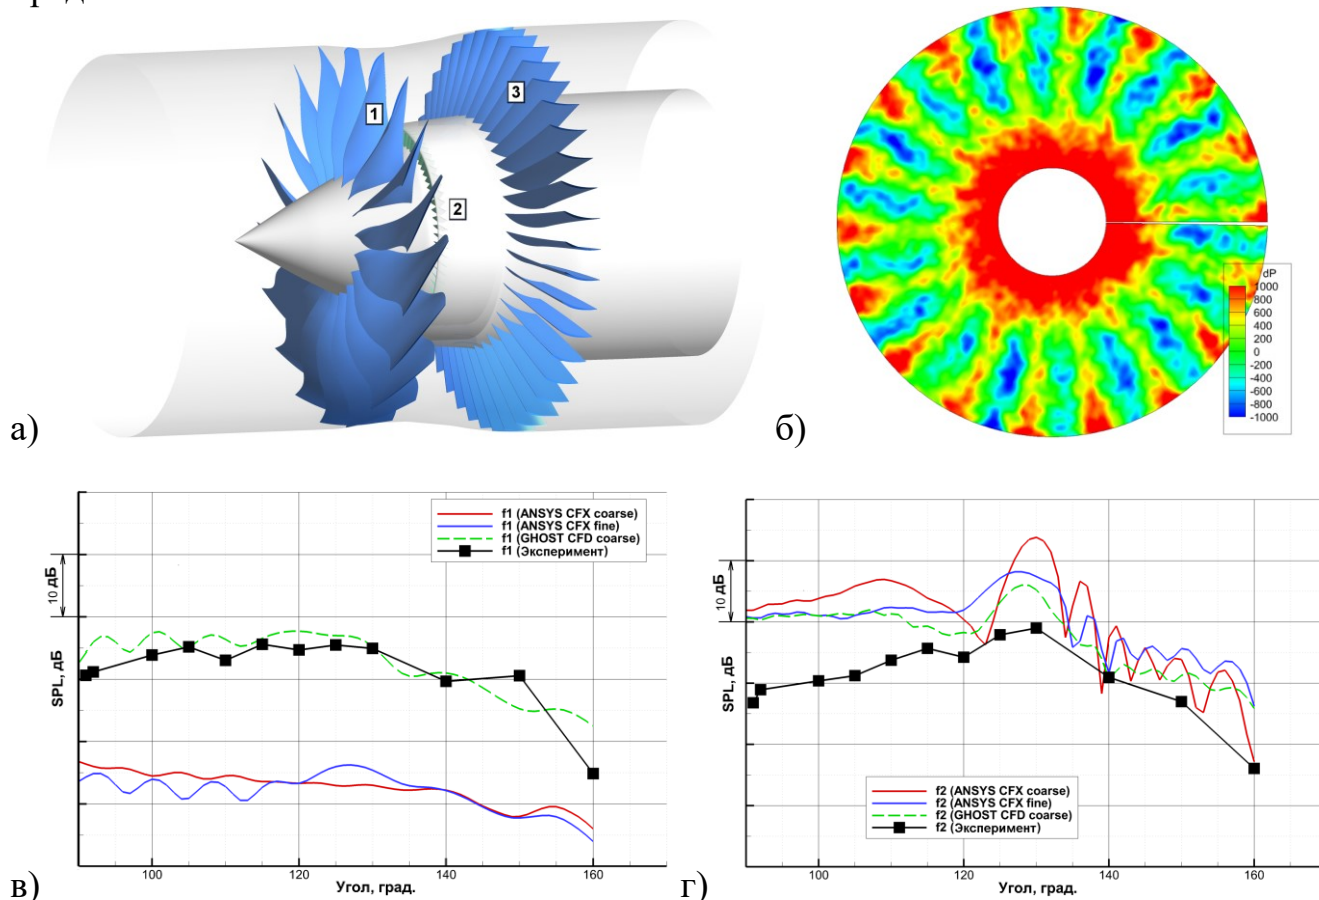 1
3
2
а)
dP
1000
800
600
400
200
0
-200
-400
-600
-800
-1000
б)
f1 (ANSYS CFX coarse)
f1 (ANSYS CFX fine)
f1 (GHOST CFD coarse)
f1 (Эксперимент)
10 дБ
SPL, дБ
100
120
140
160
Угол, град.
в)
10 дБ
SPL, дБ
f2 (ANSYS CFX coarse)
f2 (ANSYS CFX fine)
f2 (GHOST CFD coarse)
f2 (Эксперимент)
100
120
140
160
Угол, град.
г)